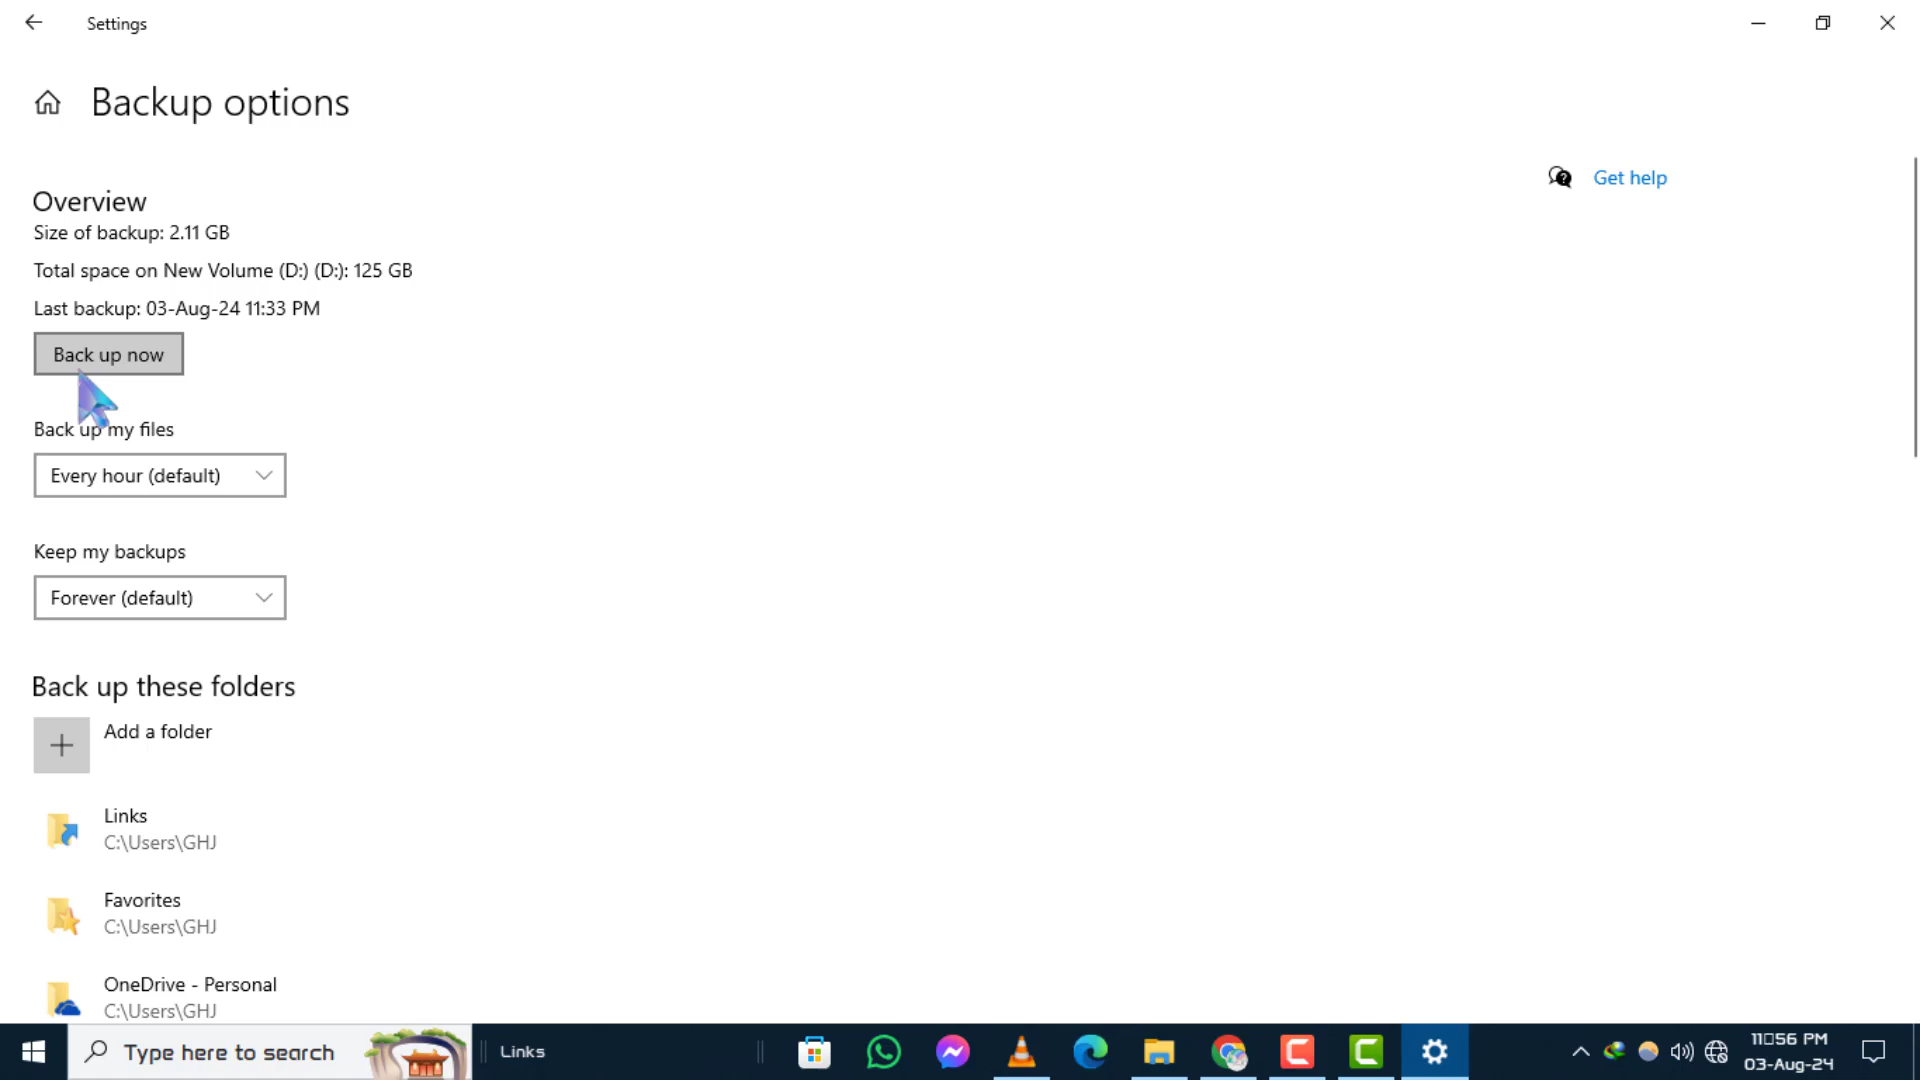 Settings
Backup options
Get help
Overview
Size of backup: 2.11 GB
Total space on New Volume (D:) (D:): 125 GB
Last backup: 03-Aug-24 11:33 PM
Back up now
Back up my files
Every hour (default)
Keep my backups
Forever (default)
Back up these folders
Add a folder
Links
C:\Users\GHJ
Favorites
C:\Users\GHJ
OneDrive - Personal
C:\Users\GHJ
Type here to search
Links
11□56 PM
03-Aug-24